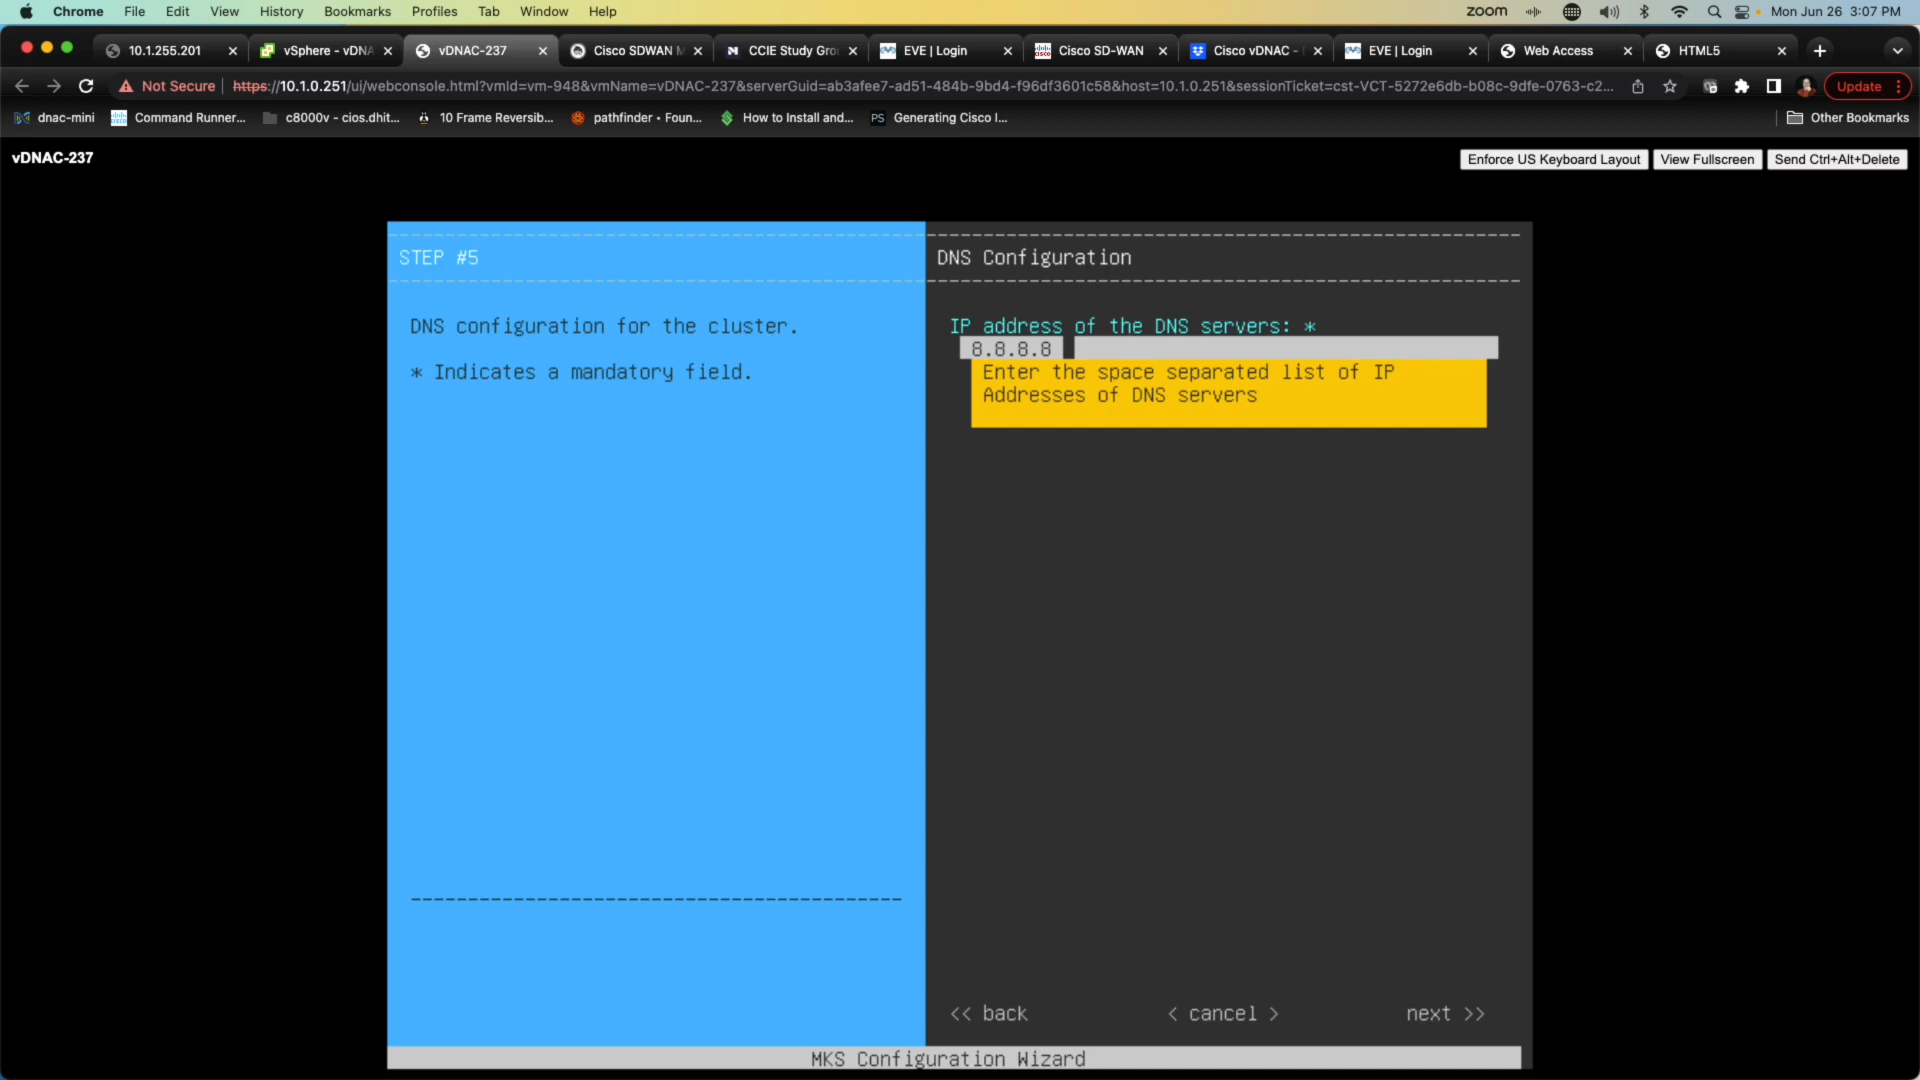 Chrome File Edit View History Bookmarks Profiles Tab Window Help zoom Mon Jun 26 3:07 PM
10.1.255.201 vSphere - vDNA vDNAC-237 Cisco SDWAN M CCIE Study Gro EVE | Login Cisco SD-WAN Cisco vDNAC - EVE | Login Web Access HTML5
Not Secure https://10.1.0.251/ui/webconsole.html?vmId=vm-948&vmName=vDNAC-237&serverGuid=ab3afee7-ad51-484b-9bd4-f96df3601c58&host=10.1.0.251&sessionTicket=cst-VCT-5272e6db-b08c-9dfe-0763-c2... Update
dnac-mini Command Runner... c8000v - cios.dhit... 10 Frame Reversib... pathfinder • Foun... How to Install and... PS Generating Cisco I... Other Bookmarks
vDNAC-237 Enforce US Keyboard Layout View Fullscreen Send Ctrl+Alt+Delete
STEP #5
DNS configuration for the cluster.
* Indicates a mandatory field.
DNS Configuration
IP address of the DNS servers: *
8.8.8.8
Enter the space separated list of IP
Addresses of DNS servers
<< back < cancel > next >>
MKS Configuration Wizard